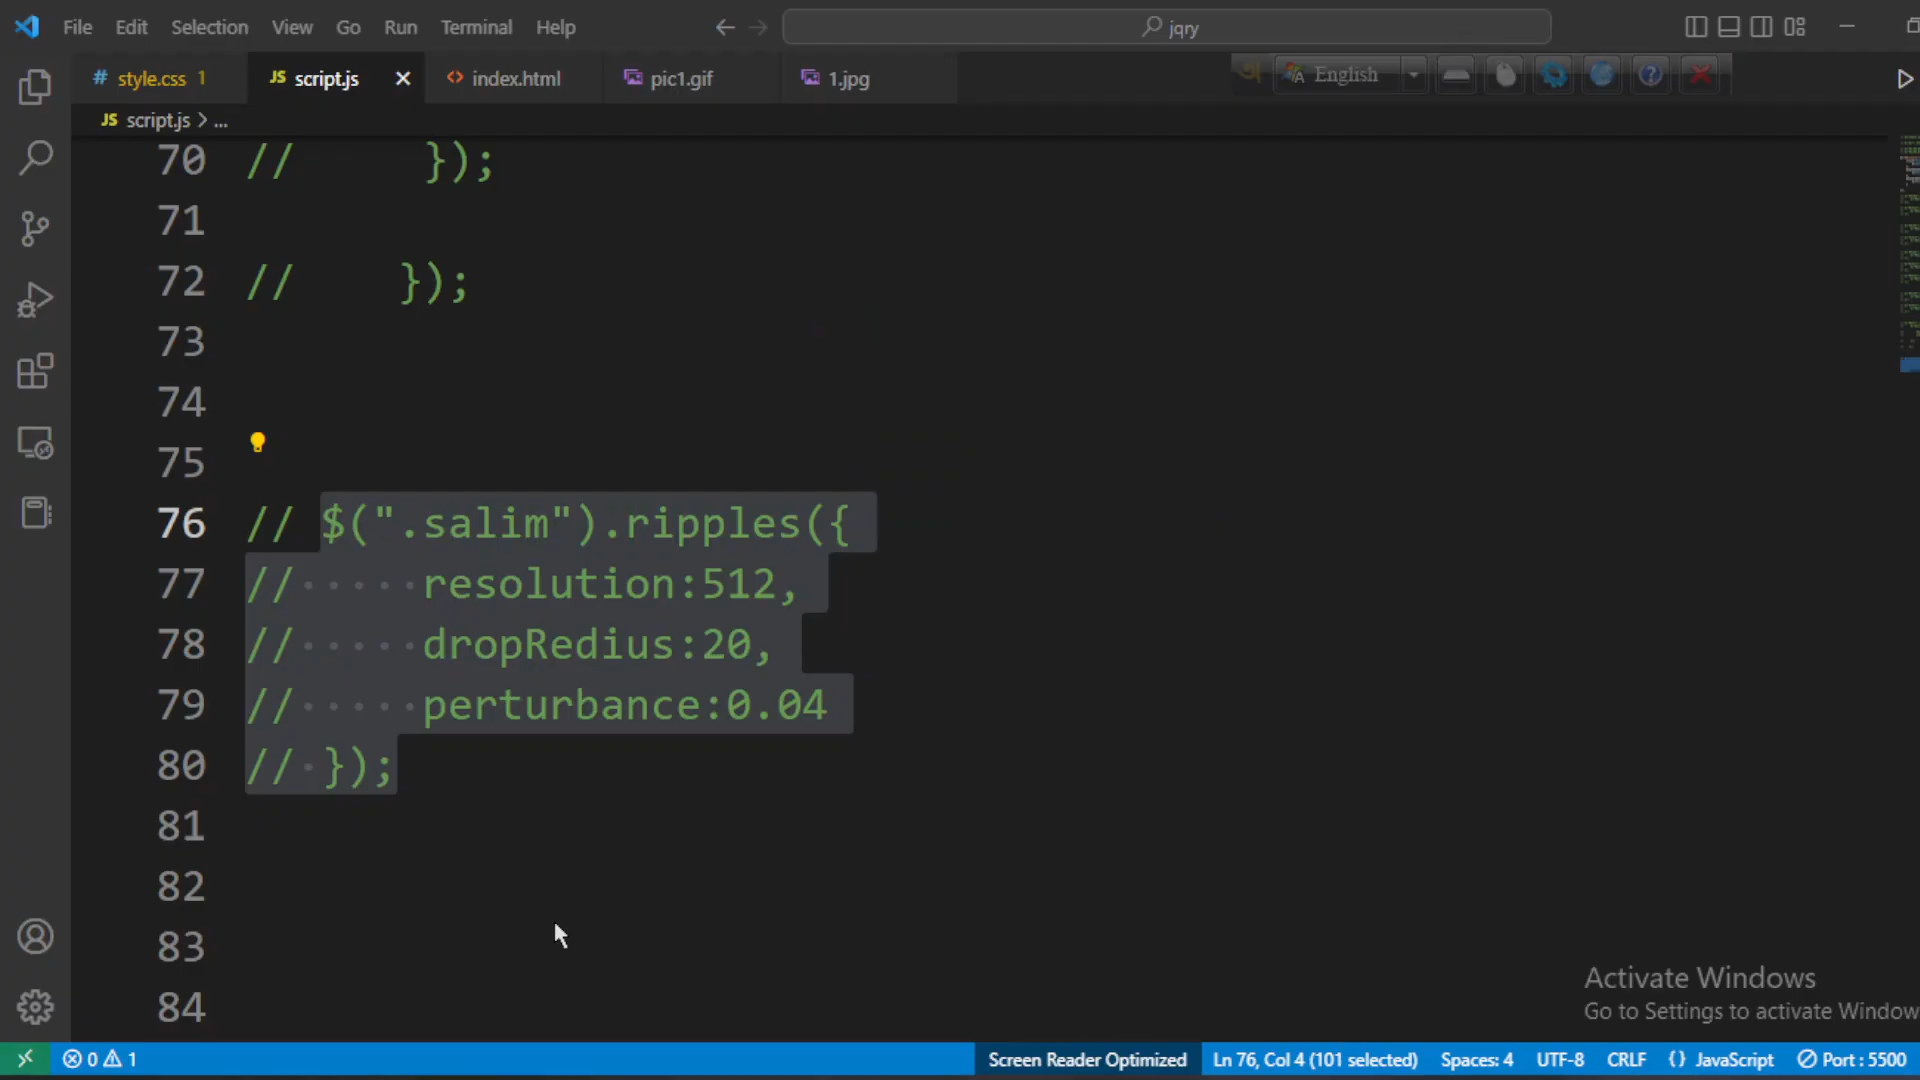 File Edit Selection View Go Run Terminal Help jqry
# style.css 1 JS script.js index.html pic1.gif 1.jpg English
JS script.js > ...
70 // });
71
72 // });
73
74
75
76 // $(".salim").ripples({
77 // resolution:512,
78 // dropRedius:20,
79 // perturbance:0.04
80 // });
81
82
83
84
Activate Windows
Go to Settings to activate Window
0 1 Screen Reader Optimized Ln 76, Col 4 (101 selected) Spaces: 4 UTF-8 CRLF {} JavaScript Port : 5500